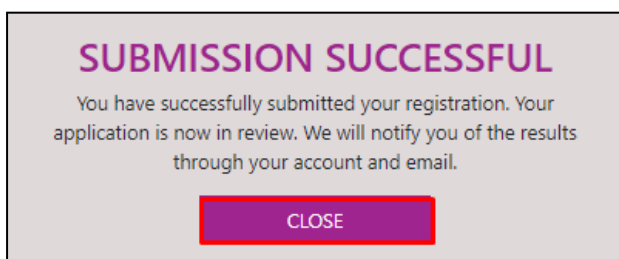 SUBMISSION SUCCESSFUL
You have successfully submitted your registration. Your
application is now in review. We will notify you of the results
through your account and email.
CLOSE